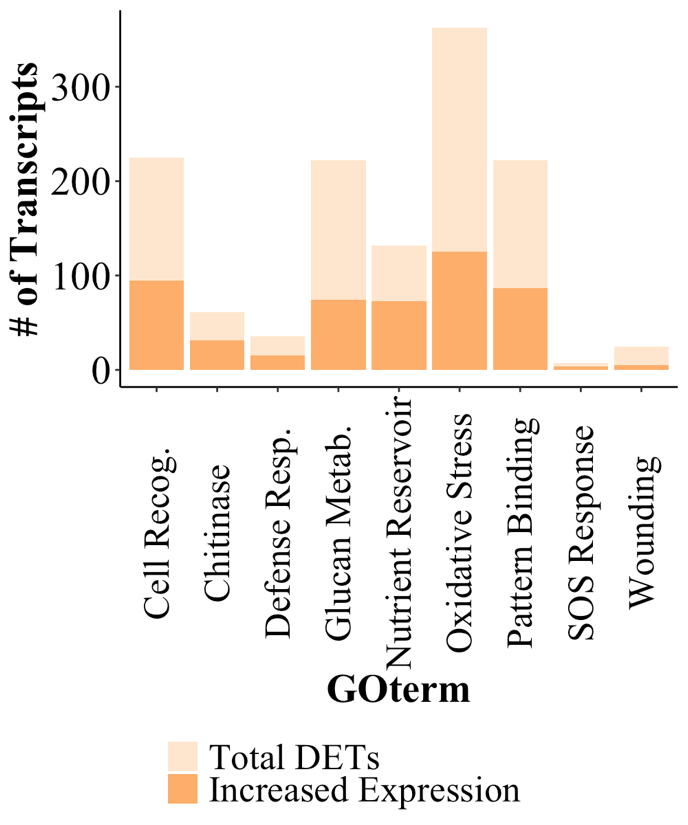 # of Transcripts
300
200
100
0
Cell Recog.
Chitinase
Defense Resp.
Glucan Metab.
Nutrient Reservoir
Oxidative Stress
Pattern Binding
SOS Response
Wounding
GOterm
Total DETs
Increased Expression